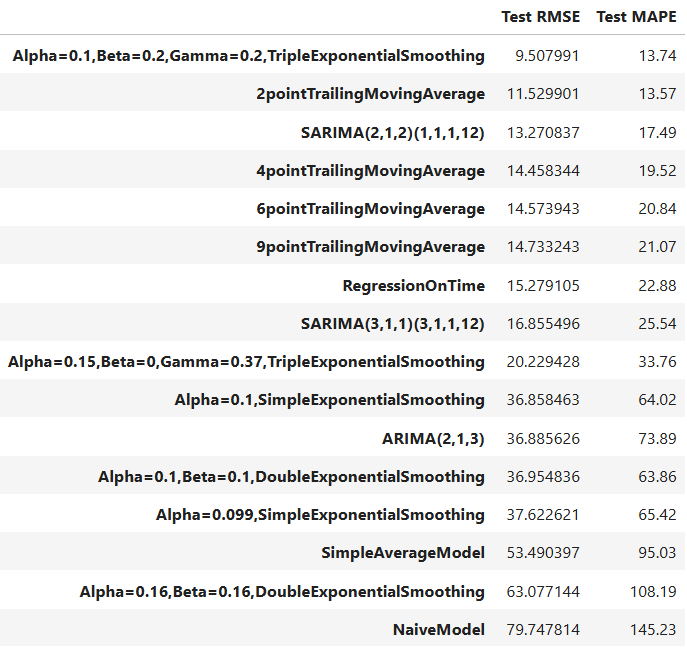 Test RMSE Test MAPE
Alpha=0.1,Beta=0.2,Gamma=0.2,TripleExponentialSmoothing 9.507991 13.74
2pointTrailingMovingAverage 11.529901 13.57
SARIMA(2,1,2)(1,1,1,12) 13.270837 17.49
4pointTrailingMovingAverage 14.458344 19.52
6pointTrailingMovingAverage 14.573943 20.84
9pointTrailingMovingAverage 14.733243 21.07
RegressionOnTime 15.279105 22.88
SARIMA(3,1,1)(3,1,1,12) 16.855496 25.54
Alpha=0.15,Beta=0,Gamma=0.37,TripleExponentialSmoothing 20.229428 33.76
Alpha=0.1,SimpleExponentialSmoothing 36.858463 64.02
ARIMA(2,1,3) 36.885626 73.89
Alpha=0.1,Beta=0.1,DoubleExponentialSmoothing 36.954836 63.86
Alpha=0.099,SimpleExponentialSmoothing 37.622621 65.42
SimpleAverageModel 53.490397 95.03
Alpha=0.16,Beta=0.16,DoubleExponentialSmoothing 63.077144 108.19
NaiveModel 79.747814 145.23